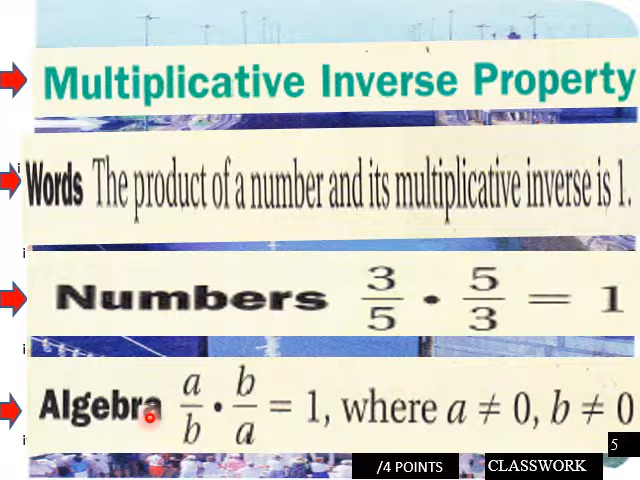 Multiplicative Inverse Property
Words The product of a number and its multiplicative inverse is 1.
Numbers 3/5 • 5/3 = 1
Algebra a/b • b/a = 1, where a ≠ 0, b ≠ 0
5
/4 POINTS
CLASSWORK